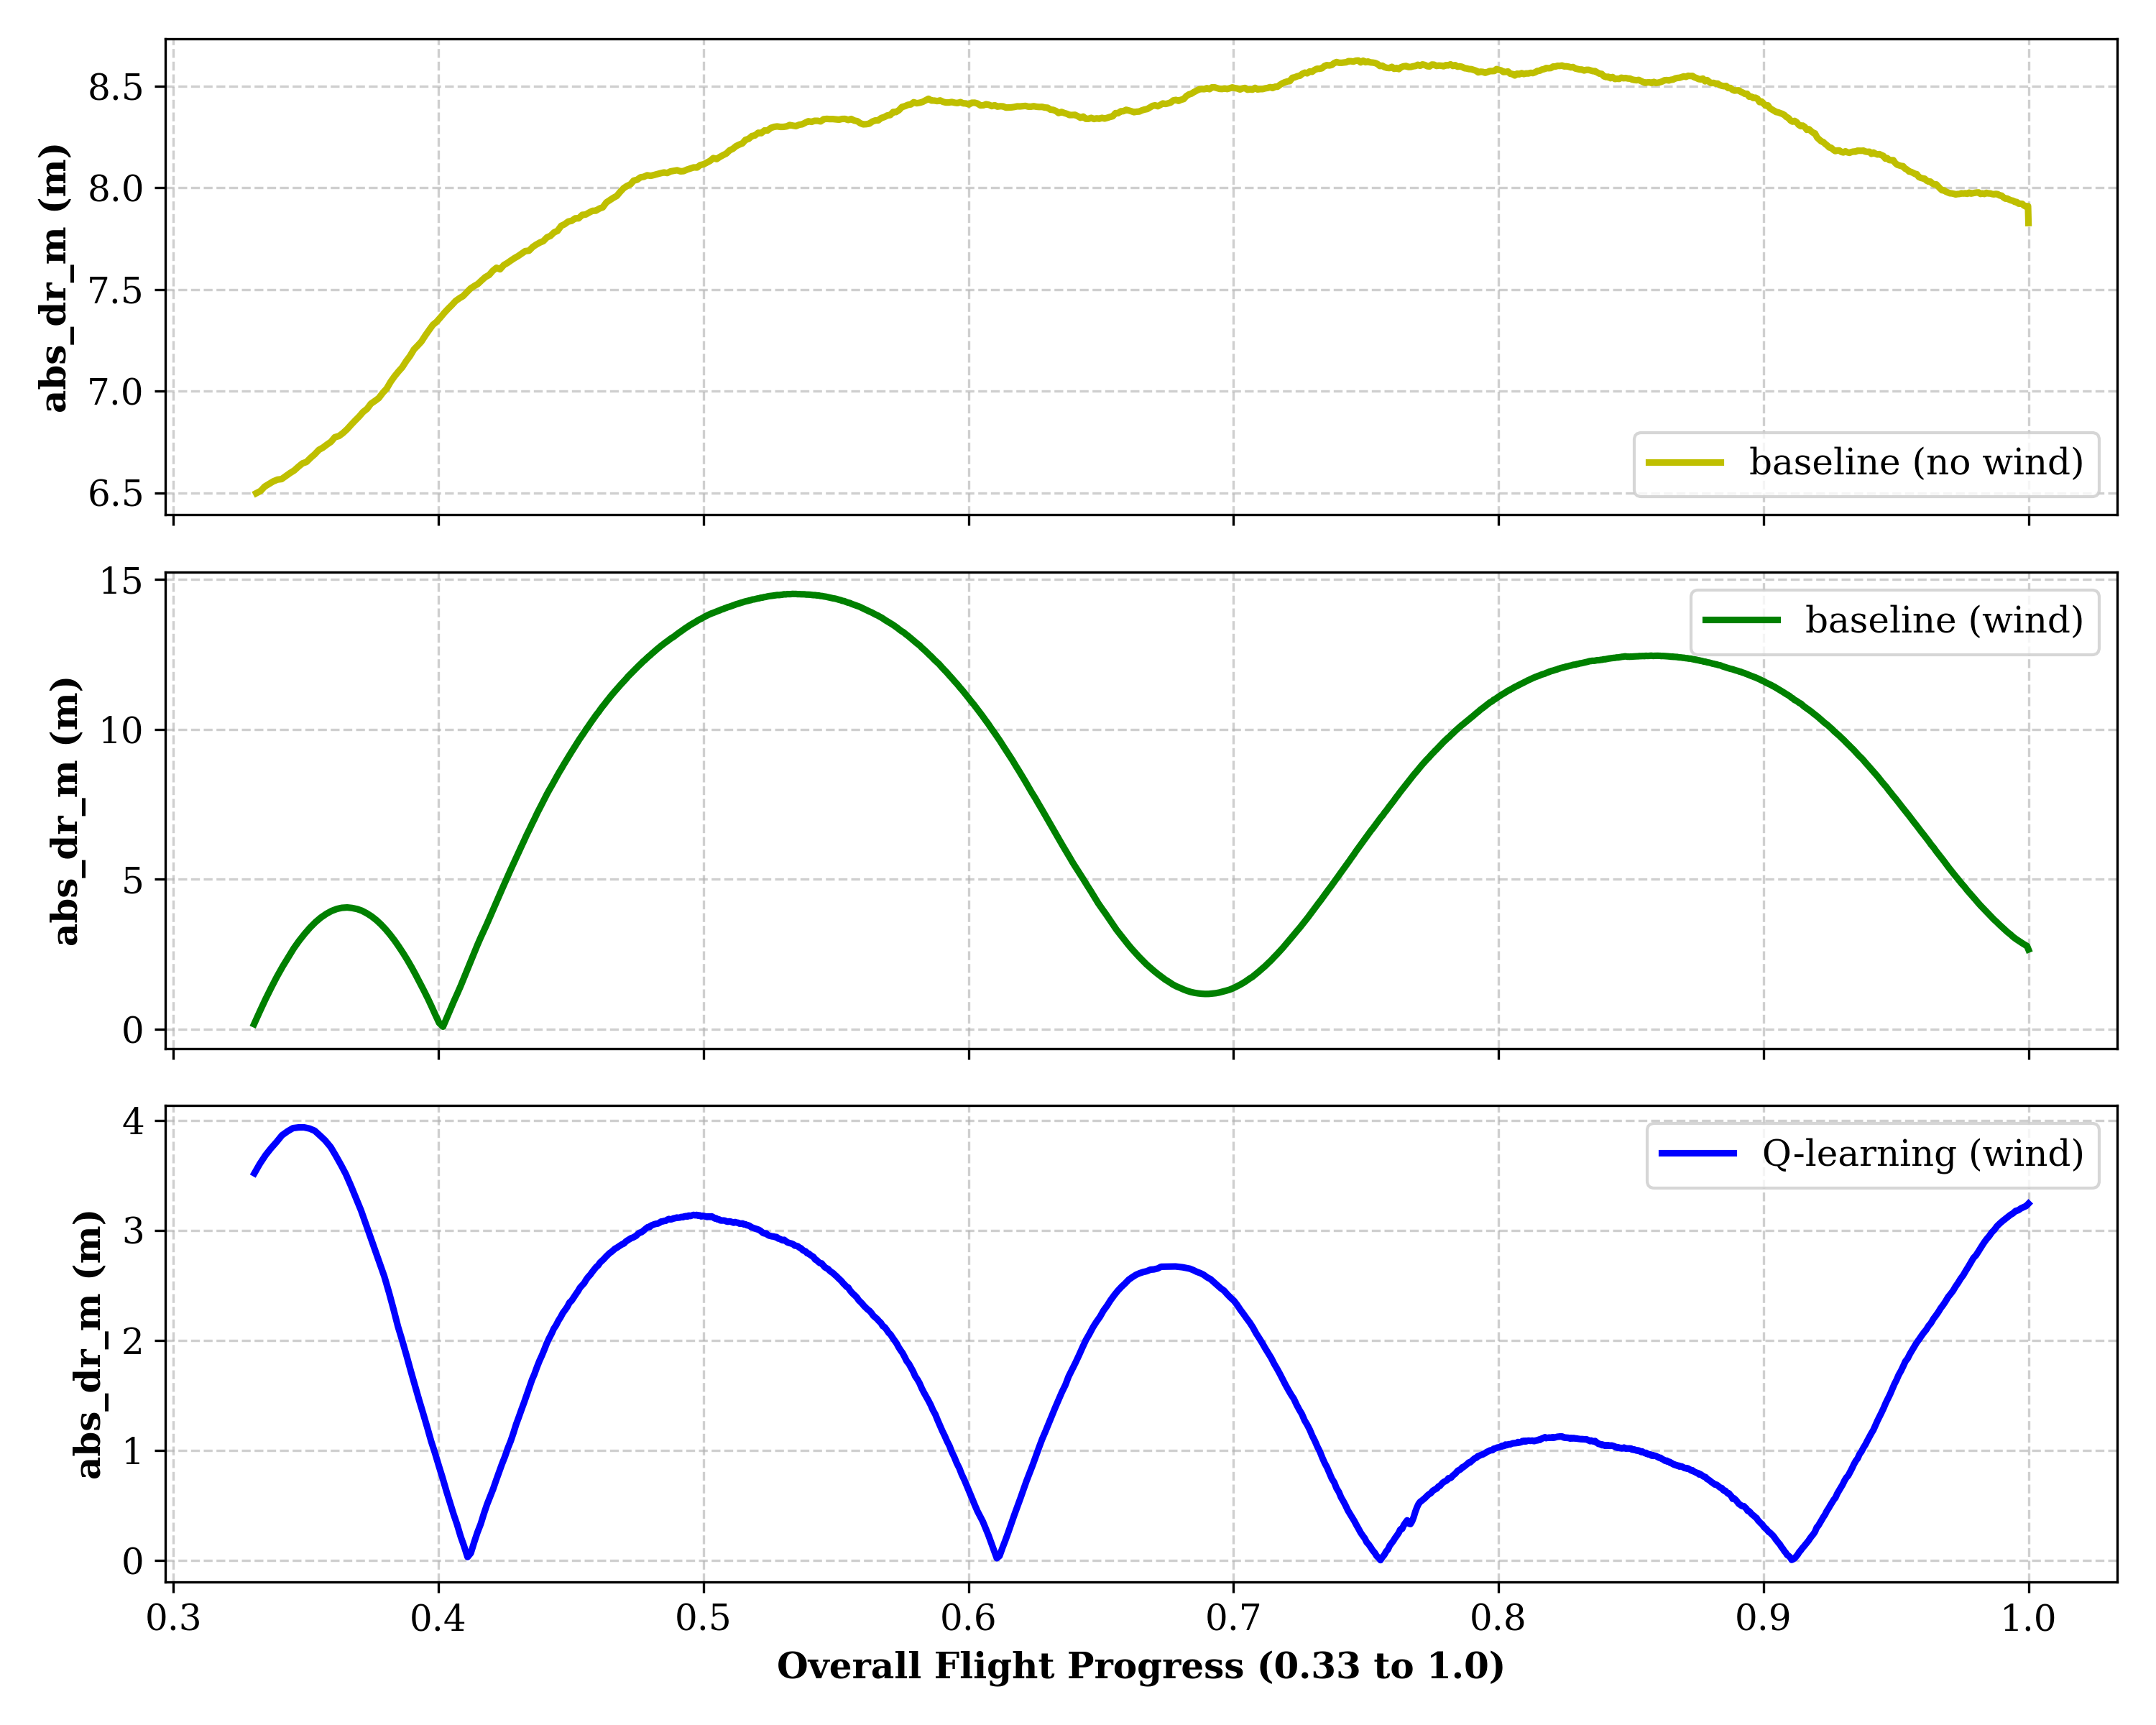 8.5
8.0
7.5
7.0
6.5
abs_dr_m (m)
baseline (no wind)
15
10
5
0
abs_dr_m (m)
baseline (wind)
4
3
2
1
0
abs_dr_m (m)
Q-learning (wind)
0.3 0.4 0.5 0.6 0.7 0.8 0.9 1.0
Overall Flight Progress (0.33 to 1.0)